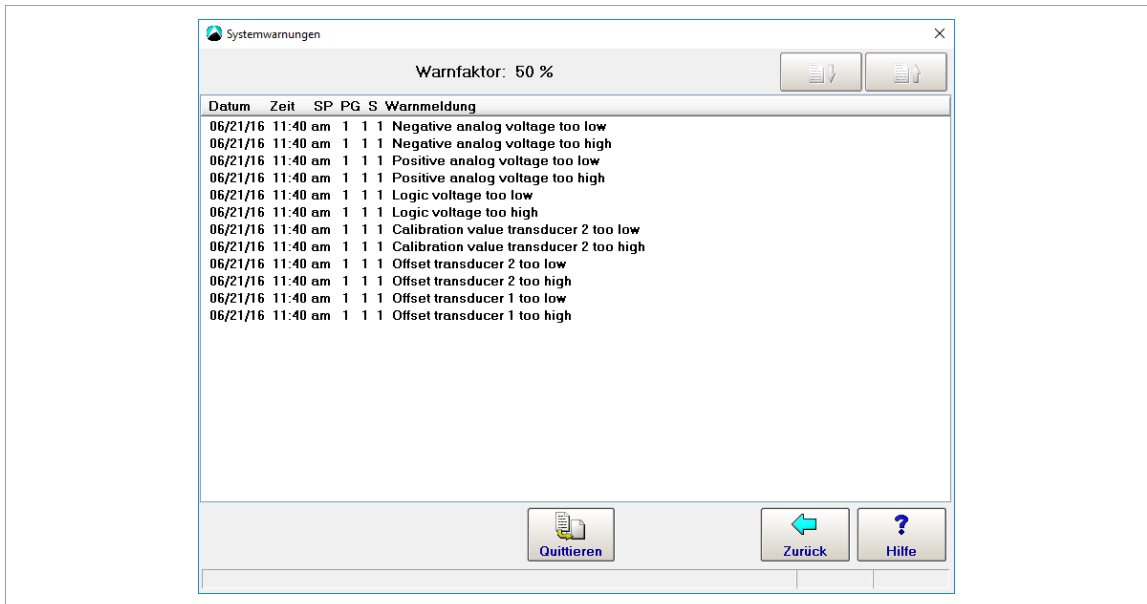 Systemwarnungen
Warnfaktor: 50 %
Datum Zeit SP PG S Warnmeldung
06/21/16 11:40 am 1 1 1 Negative analog voltage too low
06/21/16 11:40 am 1 1 1 Negative analog voltage too high
06/21/16 11:40 am 1 1 1 Positive analog voltage too low
06/21/16 11:40 am 1 1 1 Positive analog voltage too high
06/21/16 11:40 am 1 1 1 Logic voltage too low
06/21/16 11:40 am 1 1 1 Logic voltage too high
06/21/16 11:40 am 1 1 1 Calibration value transducer 2 too low
06/21/16 11:40 am 1 1 1 Calibration value transducer 2 too high
06/21/16 11:40 am 1 1 1 Offset transducer 2 too low
06/21/16 11:40 am 1 1 1 Offset transducer 2 too high
06/21/16 11:40 am 1 1 1 Offset transducer 1 too low
06/21/16 11:40 am 1 1 1 Offset transducer 1 too high
Quittieren Zurück Hilfe